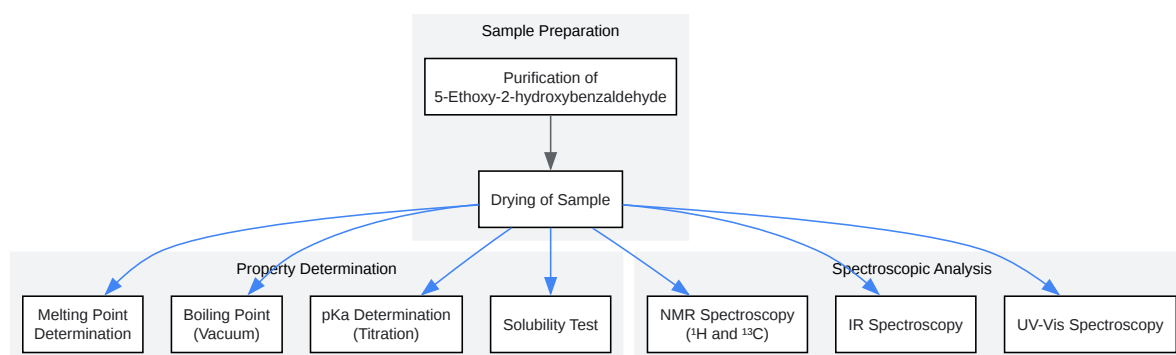 Sample Preparation
Purification of
5-Ethoxy-2-hydroxybenzaldehyde
Drying of Sample
Property Determination
Spectroscopic Analysis
Melting Point
Determination
Boiling Point
(Vacuum)
pKa Determination
(Titration)
Solubility Test
NMR Spectroscopy
(¹H and ¹³C)
IR Spectroscopy
UV-Vis Spectroscopy